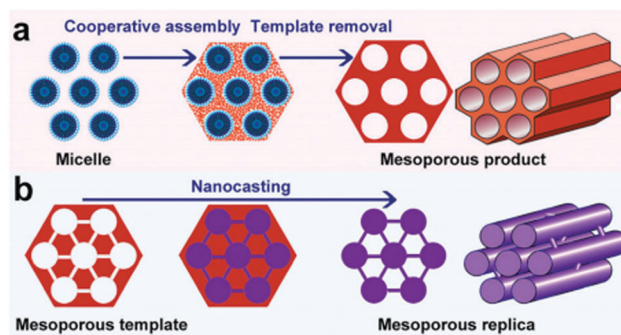 a
Cooperative assembly Template removal
Micelle
Mesoporous product
b
Nanocasting
Mesoporous template
Mesoporous replica